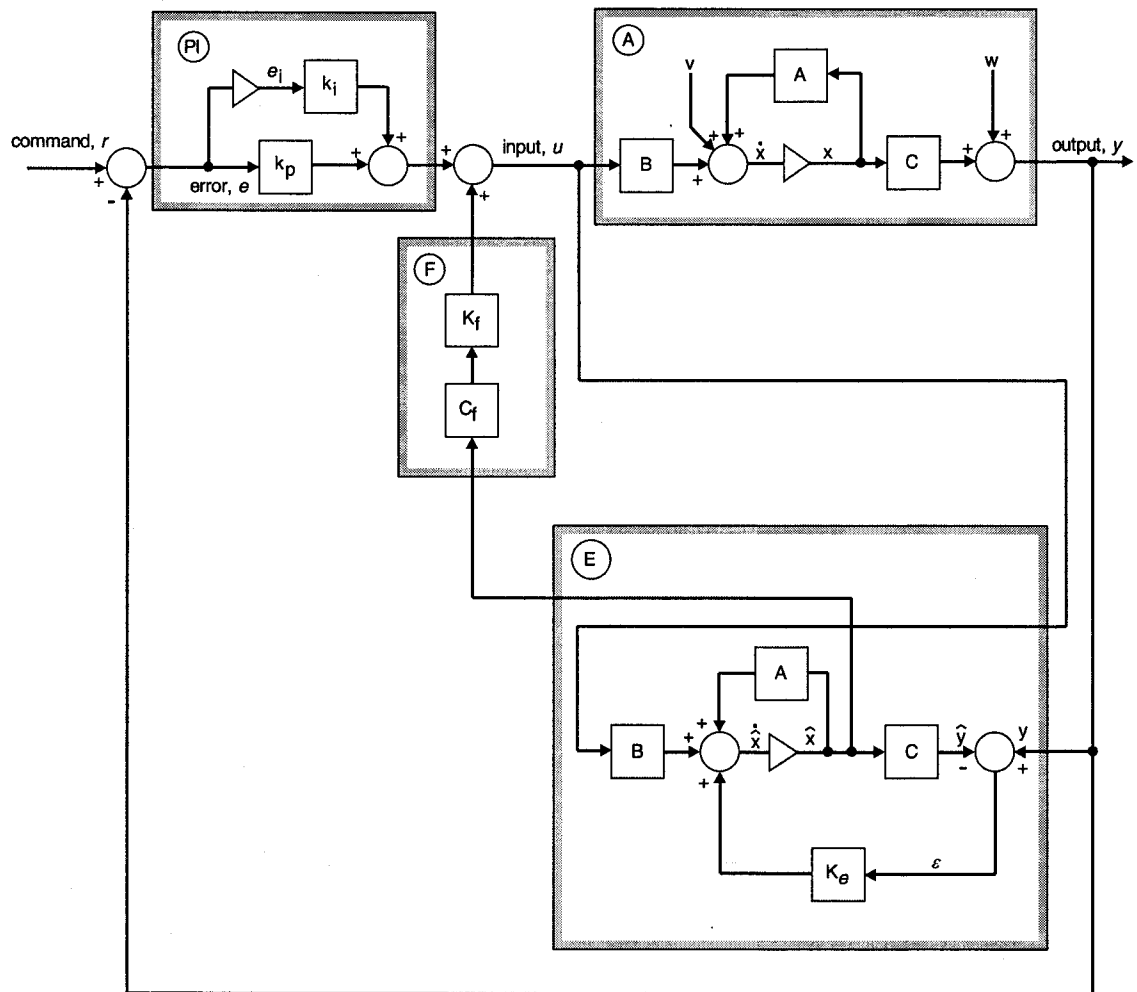 PI
e_i
k_i
+
command, r
+
-
error, e
k_p
+
+
+
input, u
A
v
A
w
+
+
B
+
ẋ
x
C
+
+
output, y
F
K_f
C_f
E
A
+
B
+
+
x̂̇
x̂
C
ŷ
-
y
+
K_e
ε